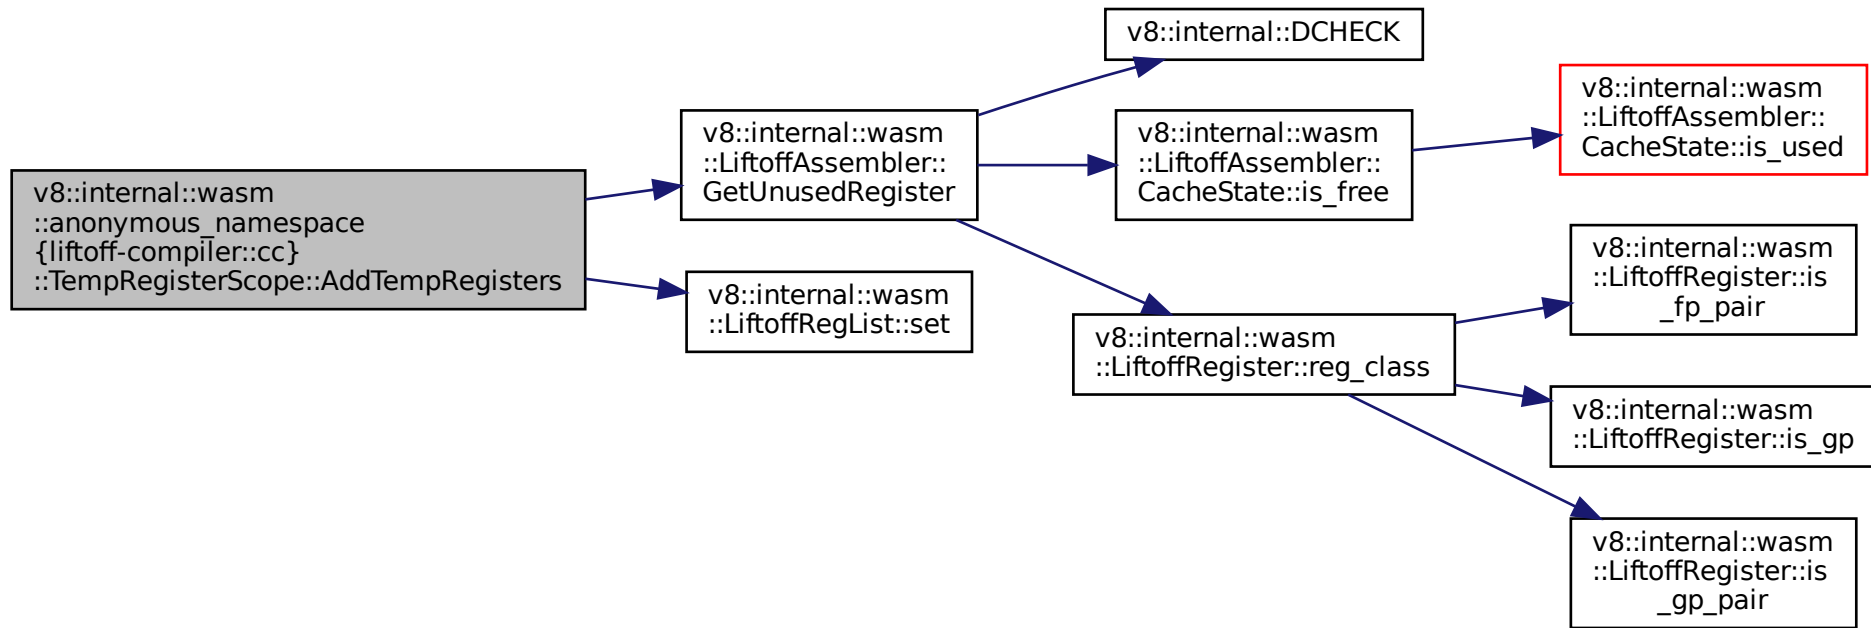 v8::internal::wasm
::anonymous_namespace
{liftoff-compiler::cc}
::TempRegisterScope::AddTempRegisters
v8::internal::wasm
::LiftoffAssembler::
GetUnusedRegister
v8::internal::wasm
::LiftoffRegList::set
v8::internal::DCHECK
v8::internal::wasm
::LiftoffAssembler::
CacheState::is_free
v8::internal::wasm
::LiftoffRegister::reg_class
v8::internal::wasm
::LiftoffAssembler::
CacheState::is_used
v8::internal::wasm
::LiftoffRegister::is
_fp_pair
v8::internal::wasm
::LiftoffRegister::is_gp
v8::internal::wasm
::LiftoffRegister::is
_gp_pair